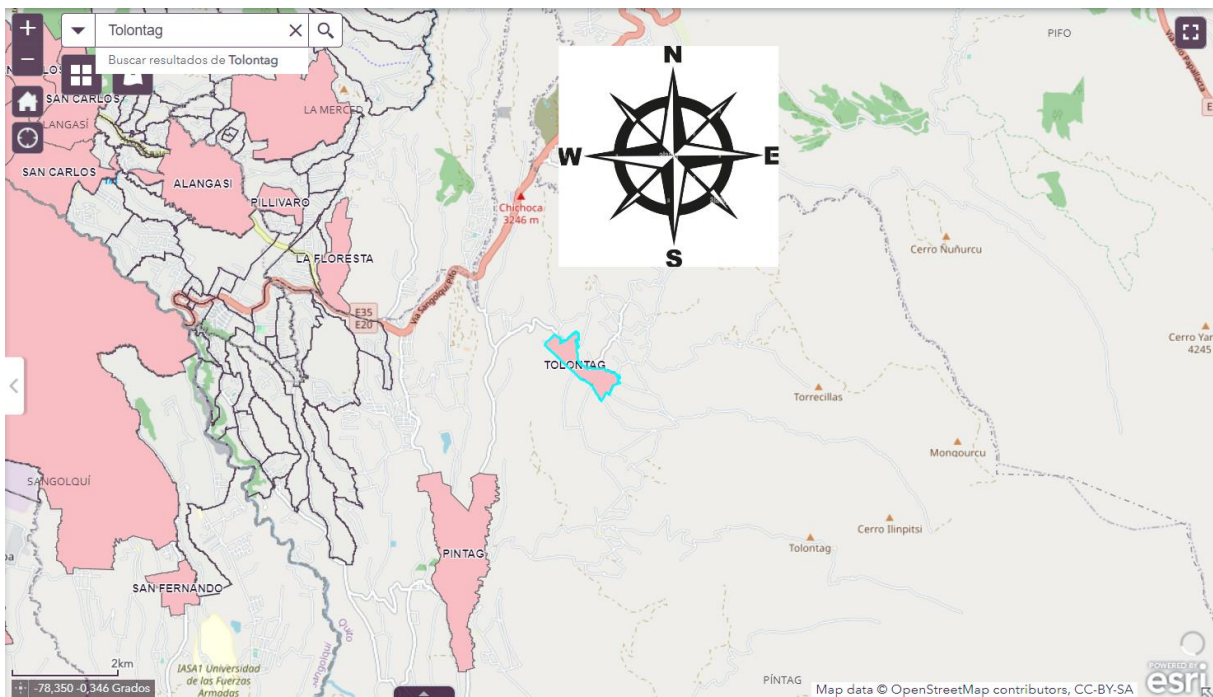 +
−
Tolontag
Buscar resultados de Tolontag
SAN CARLOS
SAN CARLOS
ALANGASI
PILLIVARO
LA FLORESTA
LA MERCED
Chichoca
3246 m
E35
E20
Vía Sangolquí Pifo
N
W
E
S
PIFO
Cerro Ñuñurcu
TOLONTAG
Torrecillas
Mongourcu
Cerro Ilinpitsi
Tolontag
4245
SANGOLQUÍ
PINTAG
SAN FERNANDO
Quito
Sangolquí
IASA1 Universidad
de las Fuerzas
Armadas
2km
-78,350 -0,346 Grados
PÍNTAG
Map data © OpenStreetMap contributors, CC-BY-SA
POWERED BY
esri